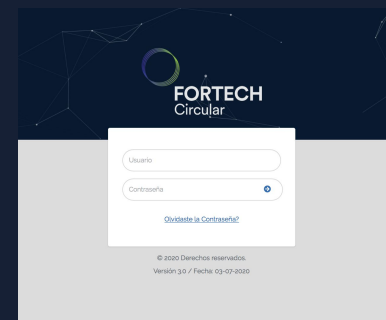 FORTECH
Circular
Usuario
Contraseña
Olvidaste la Contraseña?
© 2020 Derechos reservados.
Versión 3.0 / Fecha: 03-07-2020